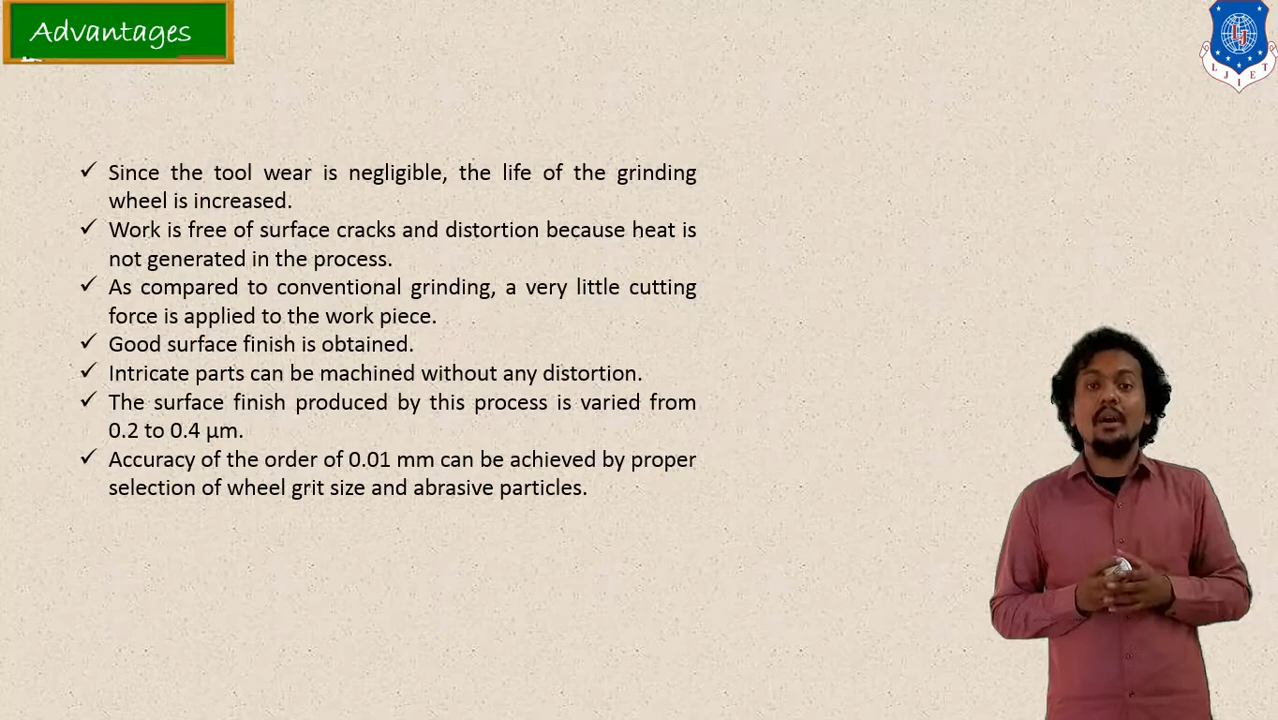 Advantages
✓ Since the tool wear is negligible, the life of the grinding
wheel is increased.
✓ Work is free of surface cracks and distortion because heat is
not generated in the process.
✓ As compared to conventional grinding, a very little cutting
force is applied to the work piece.
✓ Good surface finish is obtained.
✓ Intricate parts can be machined without any distortion.
✓ The surface finish produced by this process is varied from
0.2 to 0.4 µm.
✓ Accuracy of the order of 0.01 mm can be achieved by proper
selection of wheel grit size and abrasive particles.
LJ
LJIET